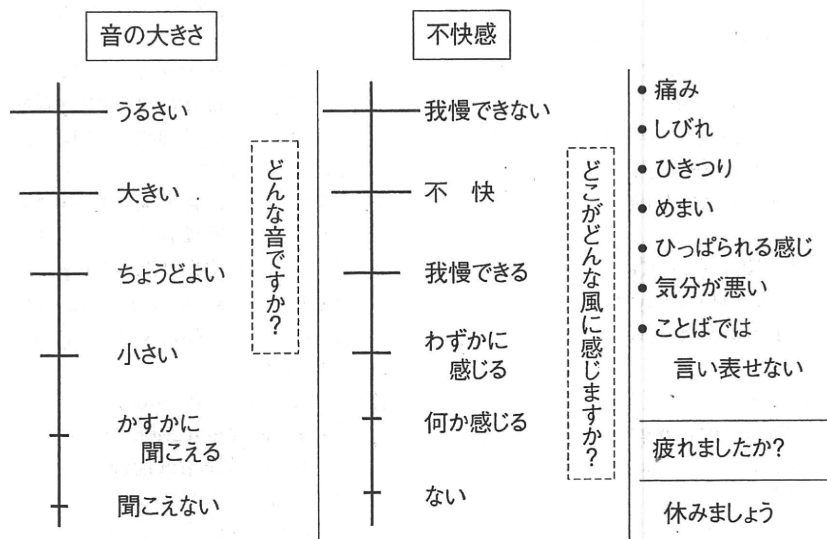 音の大きさ
うるさい
大きい
ちょうどよい
小さい
かすかに
聞こえる
聞こえない
どんな音ですか？
不快感
我慢できない
不 快
我慢できる
わずかに
感じる
何か感じる
ない
どこがどんな風に感じますか？
• 痛み
• しびれ
• ひきつり
• めまい
• ひっぱられる感じ
• 気分が悪い
• ことばでは
言い表せない
疲れましたか？
休みましょう